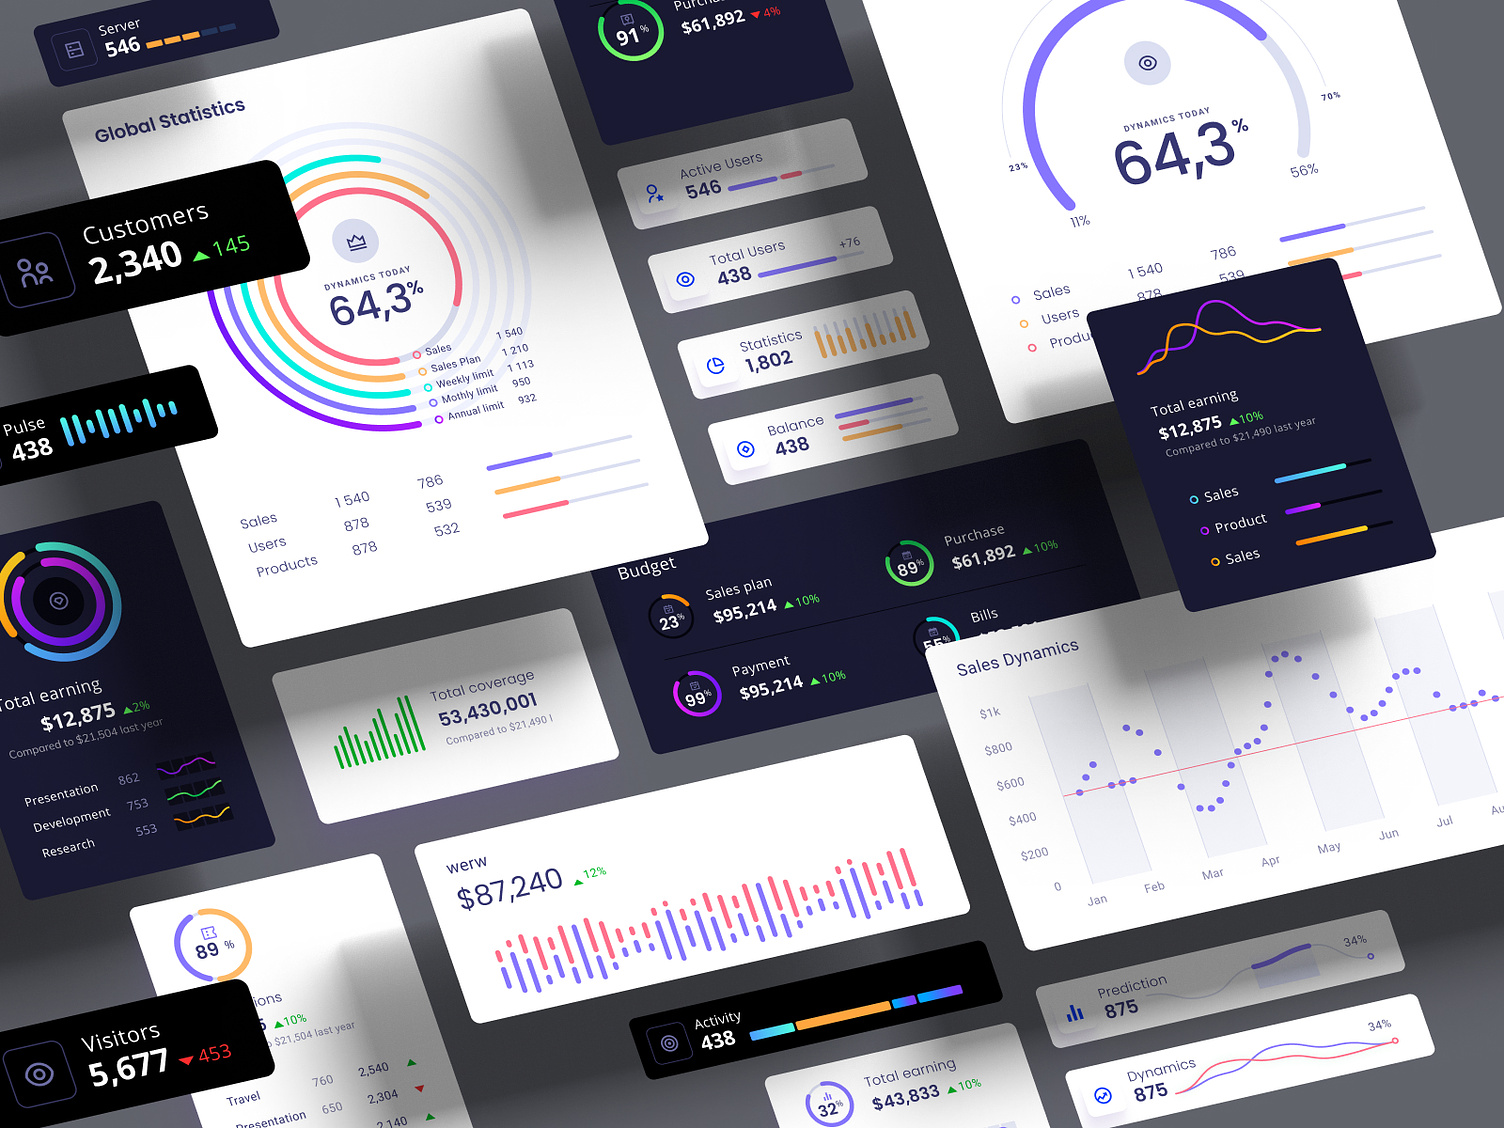 Server
546
Global Statistics
Customers
2,340 145
DYNAMICS TODAY
64,3%
Sales 1 540
Sales Plan 1 210
Weekly limit 1 113
Mothly limit 950
Annual limit 932
Sales 1 540 786
Users 878 539
Products 878 532
Pulse
438
91%
$61,892 4%
Active Users
546
Total Users +76
438
Statistics
1,802
Balance
438
DYNAMICS TODAY
64,3%
23%
70%
11%
56%
Sales 1 540 786
Users 878 539
Total earning
$12,875 10%
Compared to $21,490 last year
Sales
Product
Sales
Total earning
$12,875 2%
Compared to $21,504 last year
Presentation 862
Development 753
Research 553
Total coverage
53,430,001
Compared to $21,490 l
Budget
23%
Sales plan
$95,214 10%
89%
Purchase
$61,892 10%
99%
Payment
$95,214 10%
55%
Bills
Sales Dynamics
$1k
$800
$600
$400
$200
0
Jan Feb Mar Apr May Jun Jul
werw
$87,240 12%
89 %
10%
$21,504 last year
Travel 760 2,540
Presentation 650 2,304
2,140
Visitors
5,677 453
Activity
438
32%
Total earning
$43,833 10%
Prediction 34%
875
Dynamics 34%
875